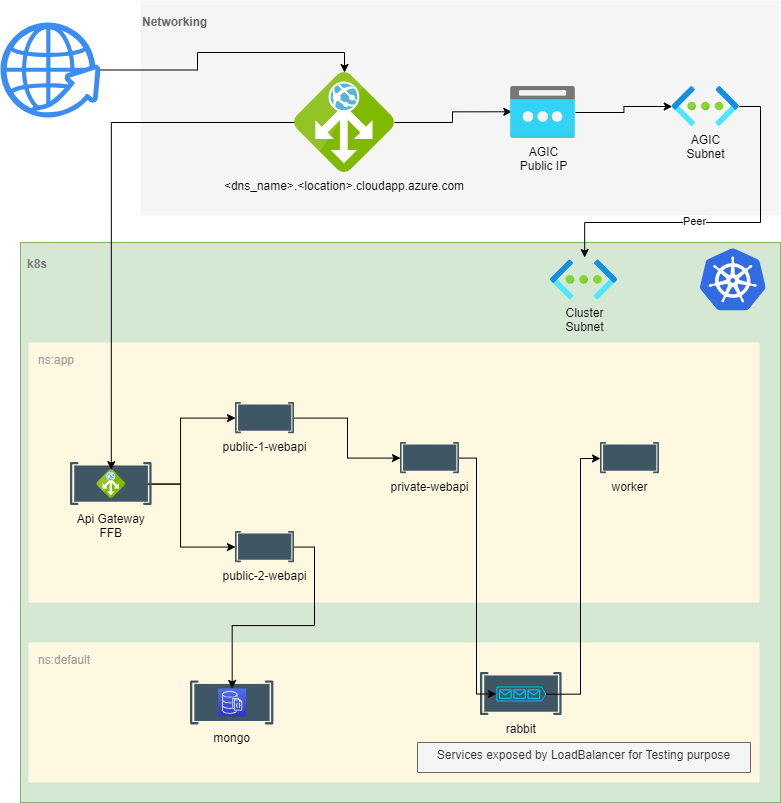 Networking
<dns_name>.<location>.cloudapp.azure.com
AGIC
Public IP
AGIC
Subnet
Peer
k8s
Cluster
Subnet
ns:app
public-1-webapi
private-webapi
worker
Api Gateway
FFB
public-2-webapi
ns:default
mongo
rabbit
Services exposed by LoadBalancer for Testing purpose